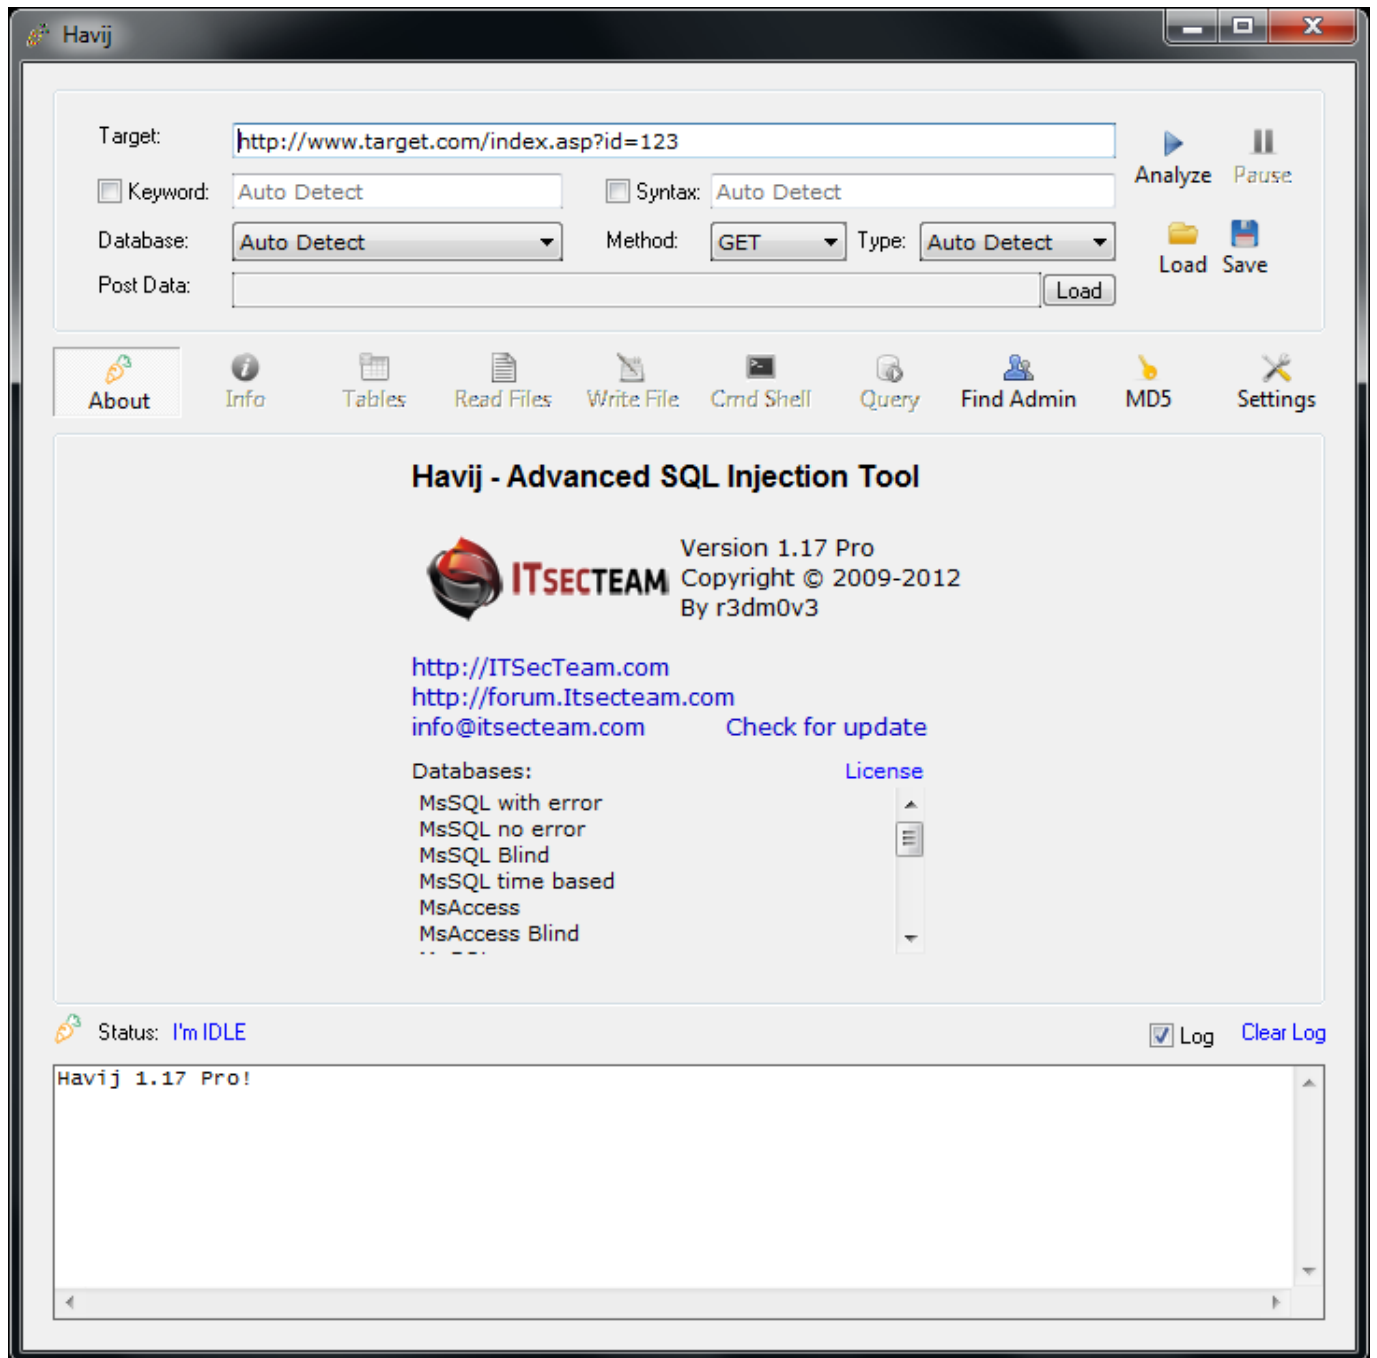 Havij
Target: http://www.target.com/index.asp?id=123
Analyze Pause
Keyword: Auto Detect Syntax: Auto Detect
Database: Auto Detect Method: GET Type: Auto Detect
Load Save
Post Data: Load
About Info Tables Read Files Write File Cmd Shell Query Find Admin MD5 Settings
Havij - Advanced SQL Injection Tool
ITSECTEAM
Version 1.17 Pro
Copyright © 2009-2012
By r3dm0v3
http://ITSecTeam.com
http://forum.Itsecteam.com
info@itsecteam.com Check for update
Databases: License
MsSQL with error
MsSQL no error
MsSQL Blind
MsSQL time based
MsAccess
MsAccess Blind
Status: I'm IDLE Log Clear Log
Havij 1.17 Pro!